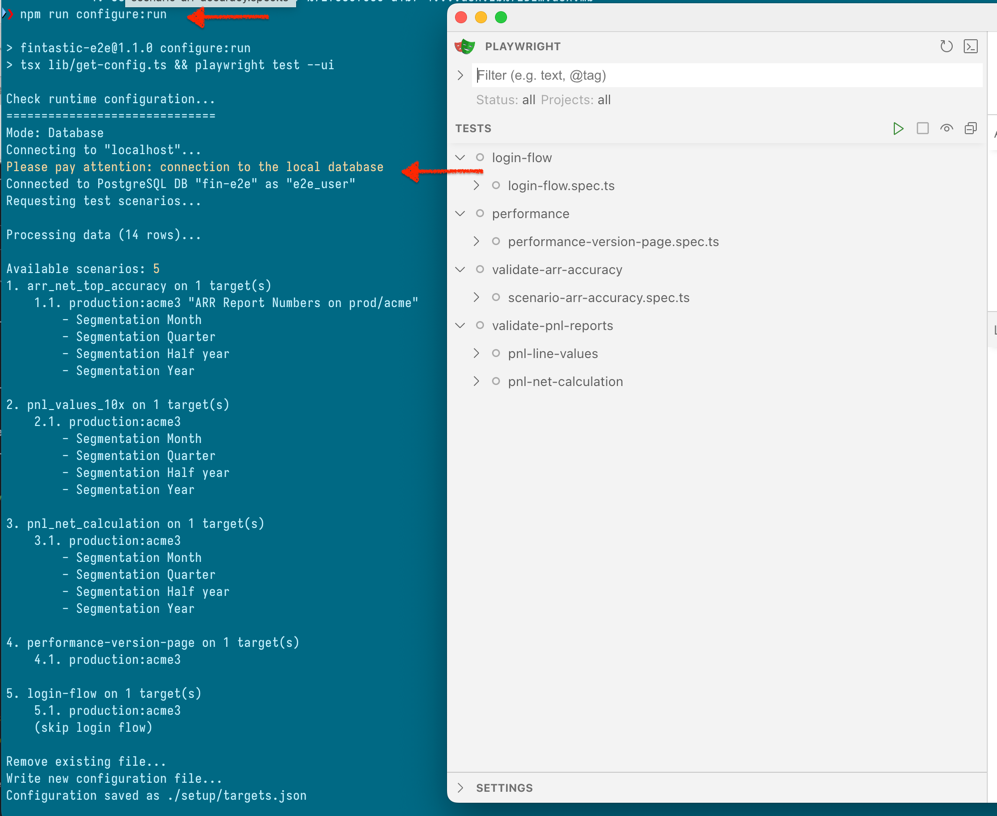 npm run configure:run
> fintastic-e2e@1.1.0 configure:run
> tsx lib/get-config.ts && playwright test --ui
Check runtime configuration...
==============================
Mode: Database
Connecting to "localhost"...
Please pay attention: connection to the local database
Connected to PostgreSQL DB "fin-e2e" as "e2e_user"
Requesting test scenarios...
Processing data (14 rows)...
Available scenarios: 5
1. arr_net_top_accuracy on 1 target(s)
1.1. production:acme3 "ARR Report Numbers on prod/acme"
- Segmentation Month
- Segmentation Quarter
- Segmentation Half year
- Segmentation Year
2. pnl_values_10x on 1 target(s)
2.1. production:acme3
- Segmentation Month
- Segmentation Quarter
- Segmentation Half year
- Segmentation Year
3. pnl_net_calculation on 1 target(s)
3.1. production:acme3
- Segmentation Month
- Segmentation Quarter
- Segmentation Half year
- Segmentation Year
4. performance-version-page on 1 target(s)
4.1. production:acme3
5. login-flow on 1 target(s)
5.1. production:acme3
(skip login flow)
Remove existing file...
Write new configuration file...
Configuration saved as ./setup/targets.json
PLAYWRIGHT
Filter (e.g. text, @tag)
Status: all Projects: all
TESTS
login-flow
login-flow.spec.ts
performance
performance-version-page.spec.ts
validate-arr-accuracy
scenario-arr-accuracy.spec.ts
validate-pnl-reports
pnl-line-values
pnl-net-calculation
SETTINGS